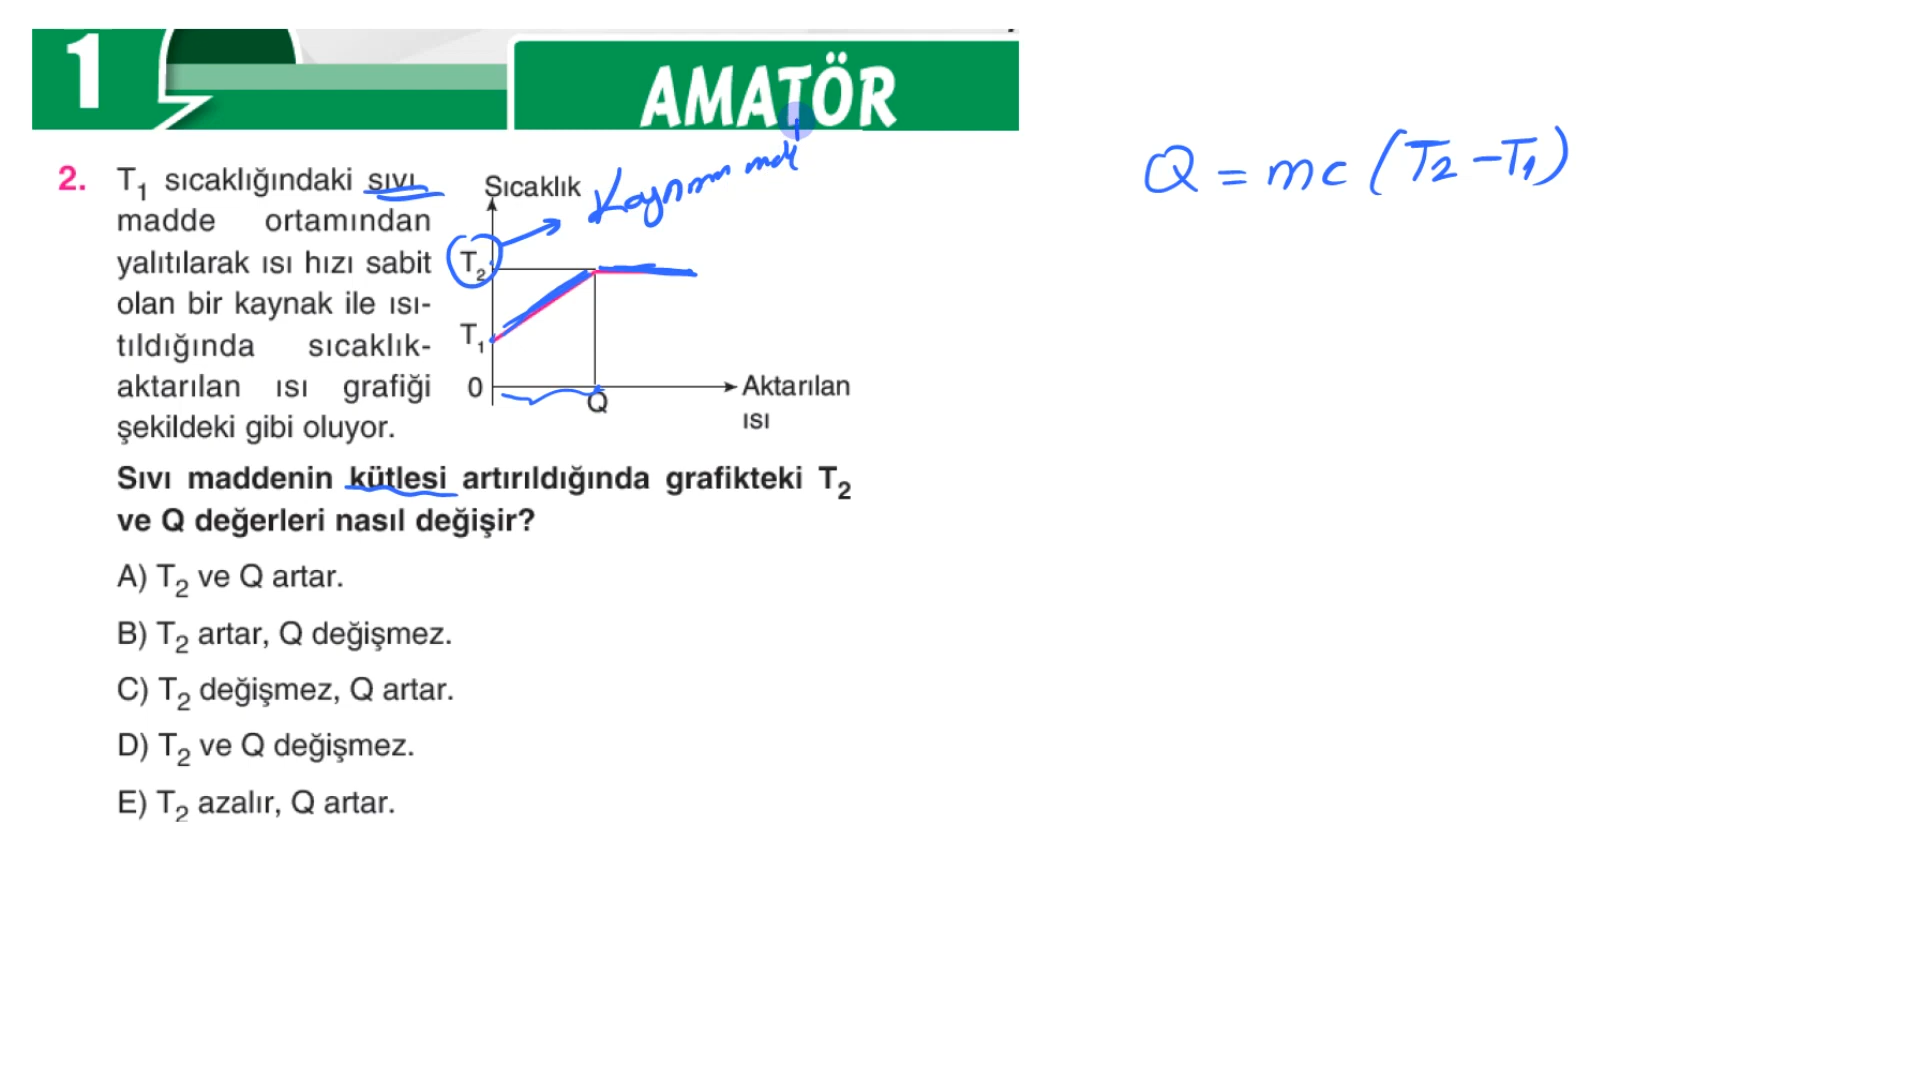 1
AMATÖR
2. T1 sıcaklığındaki sıvı
madde ortamından
yalıtılarak ısı hızı sabit
olan bir kaynak ile ısı-
tıldığında sıcaklık-
aktarılan ısı grafiği
şekildeki gibi oluyor.
Sıcaklık
T2
T1
0
Q
Aktarılan
ısı
Sıvı maddenin kütlesi artırıldığında grafikteki T2
ve Q değerleri nasıl değişir?
A) T2 ve Q artar.
B) T2 artar, Q değişmez.
C) T2 değişmez, Q artar.
D) T2 ve Q değişmez.
E) T2 azalır, Q artar.
Q = mc (T2 - T1)